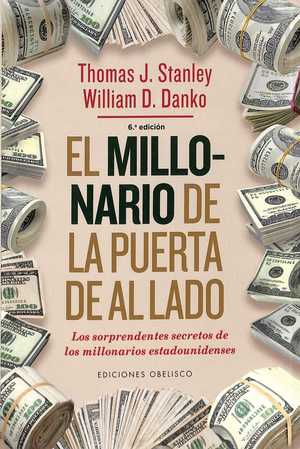 Thomas J. Stanley
William D. Danko
6.ª edición
EL MILLO-
NARIO DE
LA PUERTA
DE AL LADO
Los sorprendentes secretos de
los millonarios estadounidenses
EDICIONES OBELISCO